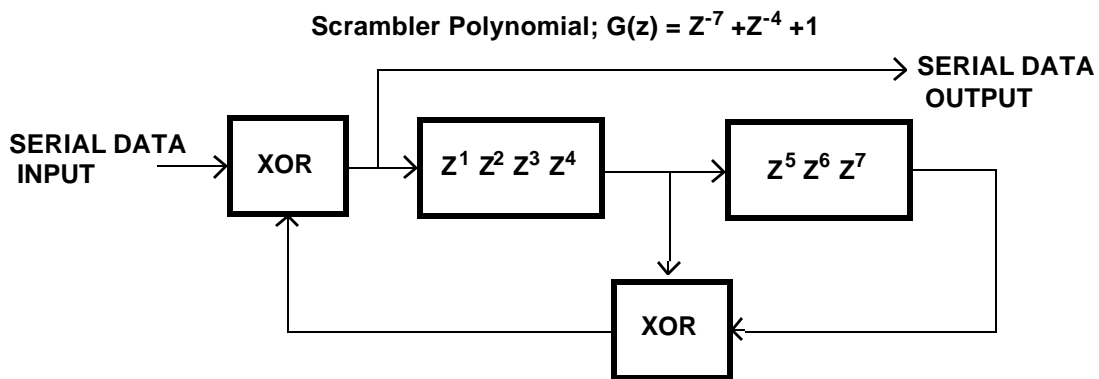 Scrambler Polynomial; G(z) = Z⁻⁷ +Z⁻⁴ +1
SERIAL DATA
OUTPUT
SERIAL DATA
INPUT
XOR
Z¹ Z² Z³ Z⁴
Z⁵ Z⁶ Z⁷
XOR